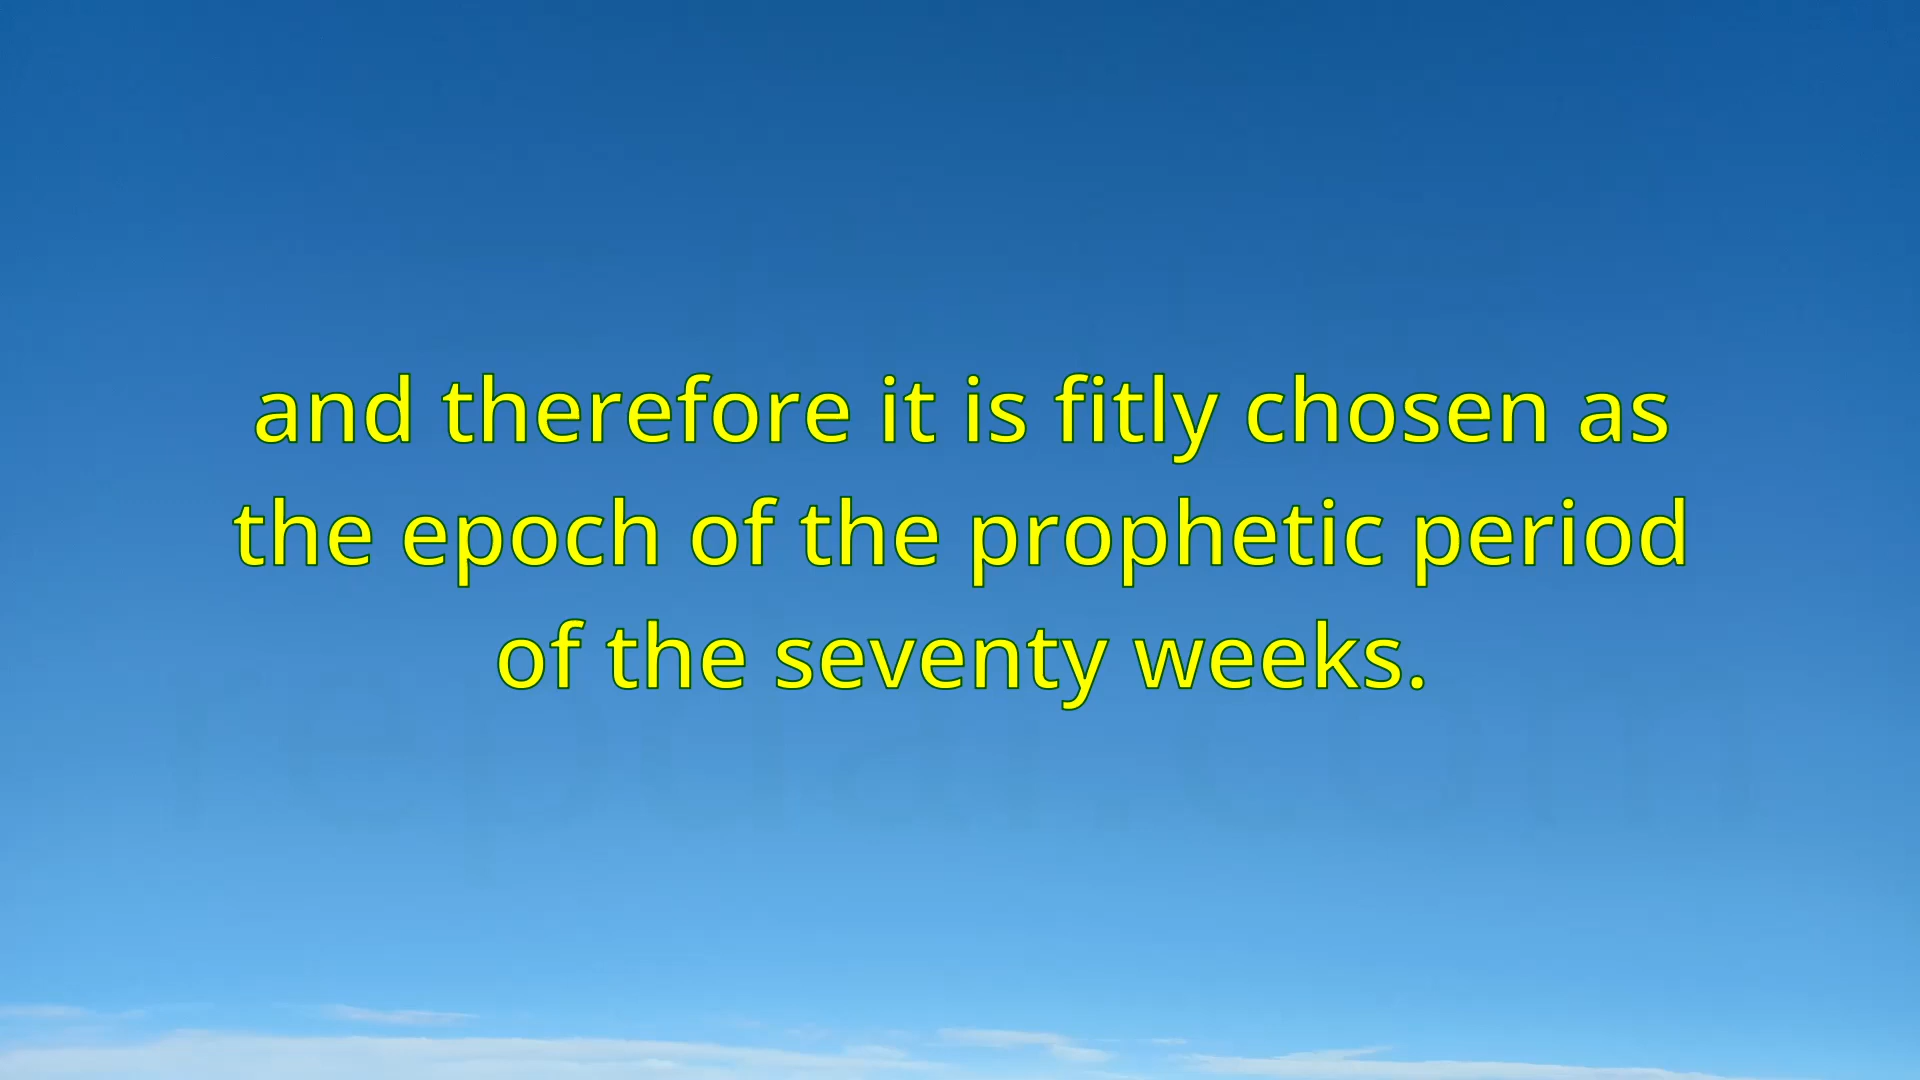 and therefore it is fitly chosen as
the epoch of the prophetic period
of the seventy weeks.